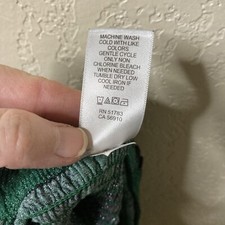 MACHINE WASH
COLD WITH LIKE
COLORS
GENTLE CYCLE
ONLY NON
CHLORINE BLEACH
WHEN NEEDED
TUMBLE DRY LOW
COOL IRON IF
NEEDED
RN 51783
CA 56910